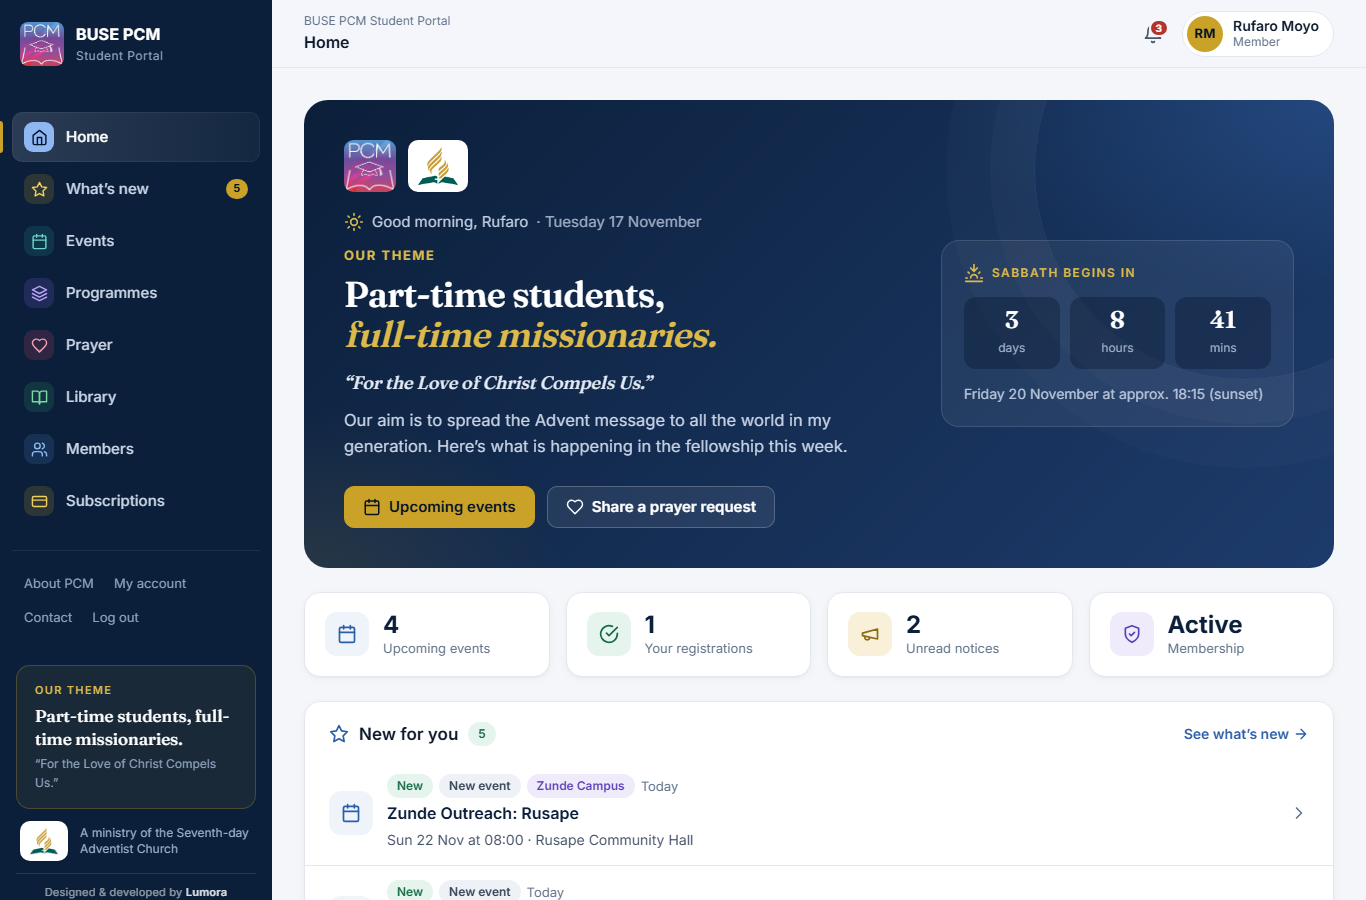 PCM
BUSE PCM
Student Portal
Home
What’s new
5
Events
Programmes
Prayer
Library
Members
Subscriptions
About PCM
My account
Contact
Log out
OUR THEME
Part-time students, full-
time missionaries.
“For the Love of Christ Compels
Us.”
A ministry of the Seventh-day
Adventist Church
Designed & developed by Lumora
BUSE PCM Student Portal
Home
3
RM
Rufaro Moyo
Member
PCM
Good morning, Rufaro · Tuesday 17 November
OUR THEME
Part-time students,
full-time missionaries.
“For the Love of Christ Compels Us.”
Our aim is to spread the Advent message to all the world in my
generation. Here’s what is happening in the fellowship this week.
Upcoming events
Share a prayer request
SABBATH BEGINS IN
3
days
8
hours
41
mins
Friday 20 November at approx. 18:15 (sunset)
4
Upcoming events
1
Your registrations
2
Unread notices
Active
Membership
New for you 5
See what’s new
New
New event
Zunde Campus
Today
Zunde Outreach: Rusape
Sun 22 Nov at 08:00 · Rusape Community Hall
New
New event
Today